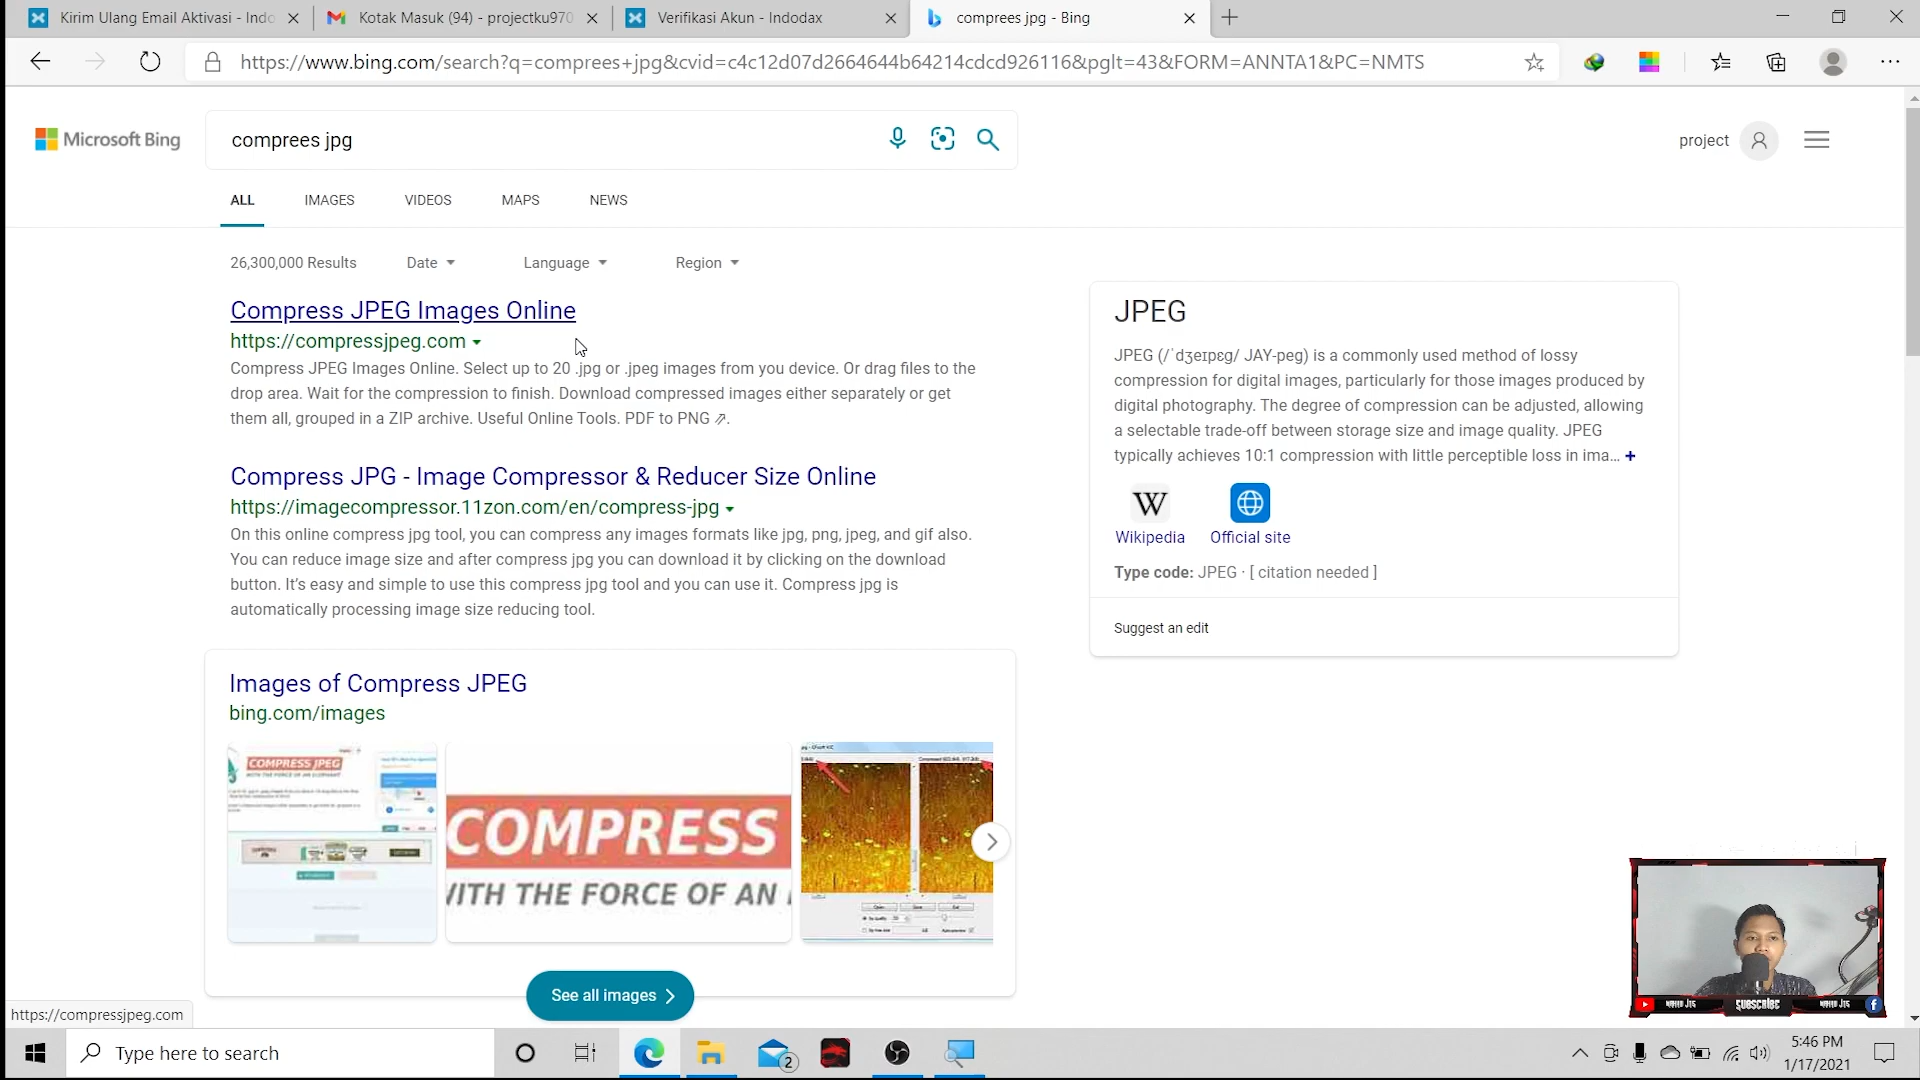 Kirim Ulang Email Aktivasi - Indo
Kotak Masuk (94) - projectku970
Verifikasi Akun - Indodax
comprees jpg - Bing
https://www.bing.com/search?q=comprees+jpg&cvid=c4c12d07d2664644b64214cdcd926116&pglt=43&FORM=ANNTA1&PC=NMTS
Microsoft Bing
comprees jpg
project
ALL
IMAGES
VIDEOS
MAPS
NEWS
26,300,000 Results
Date
Language
Region
Compress JPEG Images Online
https://compressjpeg.com
Compress JPEG Images Online. Select up to 20 .jpg or .jpeg images from you device. Or drag files to the
drop area. Wait for the compression to finish. Download compressed images either separately or get
them all, grouped in a ZIP archive. Useful Online Tools. PDF to PNG ⇗.
Compress JPG - Image Compressor & Reducer Size Online
https://imagecompressor.11zon.com/en/compress-jpg
On this online compress jpg tool, you can compress any images formats like jpg, png, jpeg, and gif also.
You can reduce image size and after compress jpg you can download it by clicking on the download
button. It's easy and simple to use this compress jpg tool and you can use it. Compress jpg is
automatically processing image size reducing tool.
Images of Compress JPEG
bing.com/images
COMPRESS JPEG
WITH THE FORCE OF AN ELEPHANT
COMPRESS
WITH THE FORCE OF AN
See all images
JPEG
JPEG (/ˈdʒeɪpɛɡ/ JAY-peg) is a commonly used method of lossy
compression for digital images, particularly for those images produced by
digital photography. The degree of compression can be adjusted, allowing
a selectable trade-off between storage size and image quality. JPEG
typically achieves 10:1 compression with little perceptible loss in ima... +
W
Wikipedia
Official site
Type code: JPEG · [ citation needed ]
Suggest an edit
SUBSCRIBE
https://compressjpeg.com
Type here to search
2
5:46 PM
1/17/2021